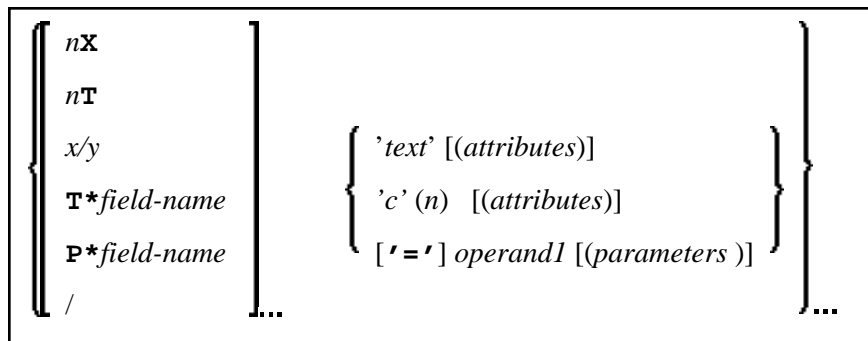 nX
nT
x/y
T*field-name
P*field-name
/
...
’text’ [(attributes)]
’c’ (n) [(attributes)]
[’=’] operand1 [(parameters )]
...